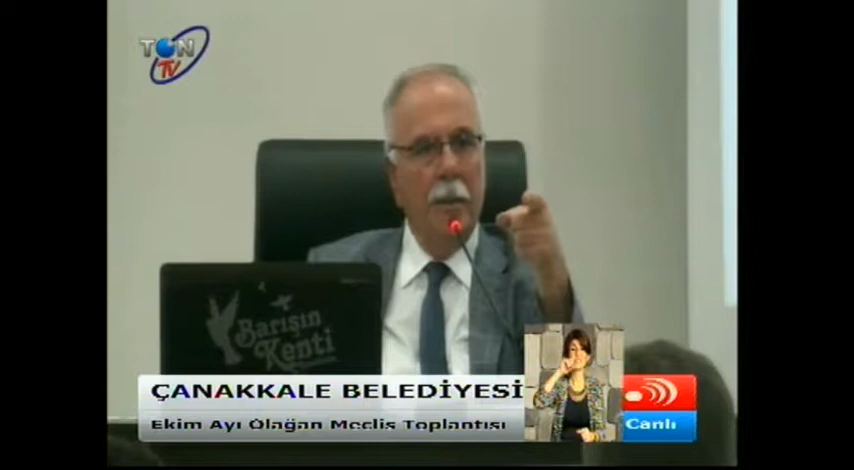 TON
TV
Barışın
Kenti
ÇANAKKALE BELEDİYESİ
Ekim Ayı Olağan Meclis Toplantısı
Canlı